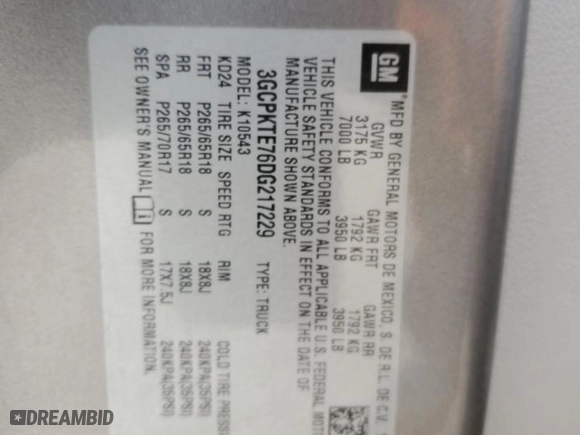 GM
*MFD BY GENERAL MOTORS DE MEXICO, S. DE R.L. DE C.V.
GVWR GAWR FRT GAWR RR
3175 KG 1792 KG 1792 KG
7000 LB 3950 LB 3950 LB
THIS VEHICLE CONFORMS TO ALL APPLICABLE U.S. FEDERAL
VEHICLE SAFETY STANDARDS IN EFFECT ON THE DATE OF
MANUFACTURE SHOWN ABOVE.
3GCPKTE76DG217229 TYPE: TRUCK
MODEL: K10543
KD24 TIRE SIZE SPEED RTG RIM COLD TIRE
FRT P265/65R18 S 18X8J 240KPA(35PSI)
RR P265/65R18 S 18X8J 240KPA(35PSI)
SPA P265/70R17 S 17X7.5J 240KPA(35PSI)
SEE OWNER'S MANUAL i FOR MORE INFORMATION.
DREAMBID